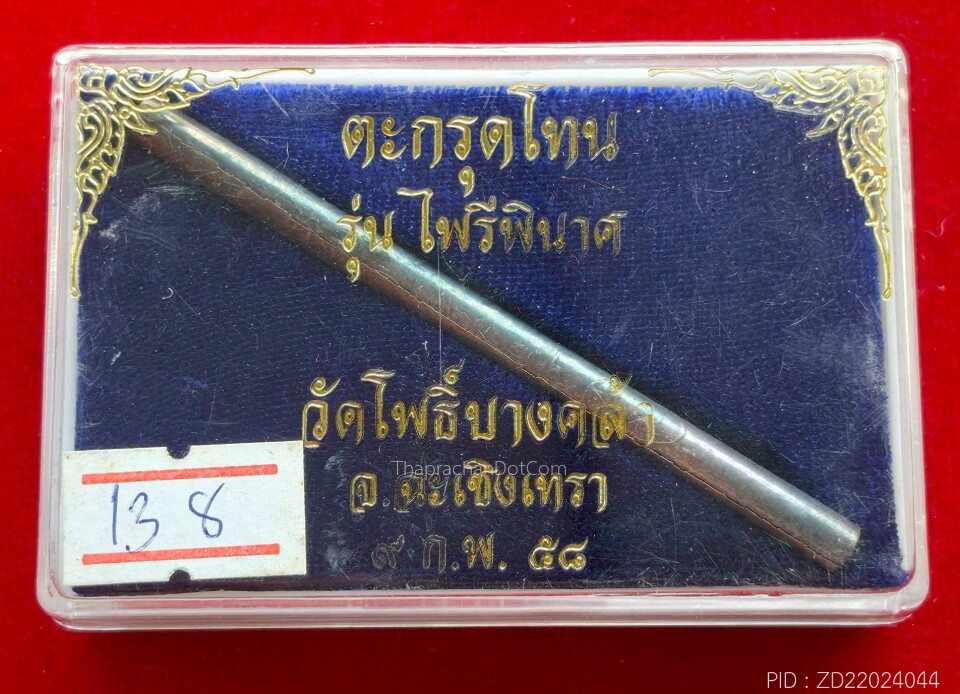 ตะกรุดโทน
รุ่น ไพรีพินาศ
วัดโพธิ์บางคล้า
ThaprachanDotCom
อ.ฉะเชิงเทรา
๙ ก.พ. ๕๘
138
PID : ZD22024044